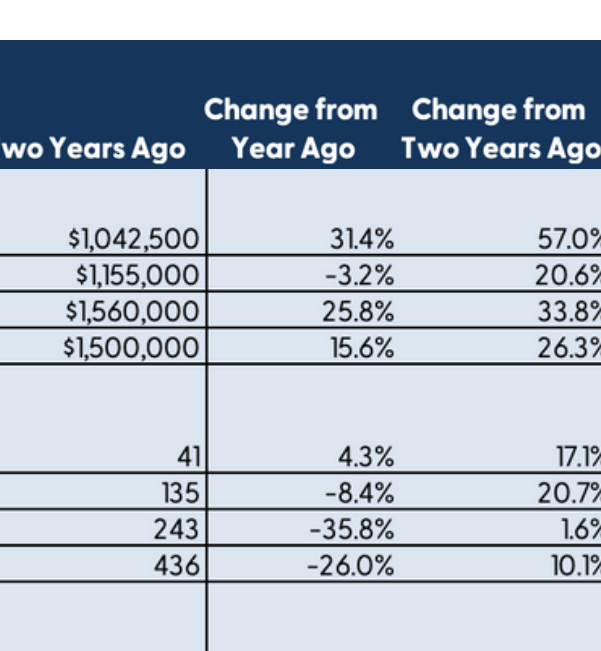 Change from Change from
wo Years Ago Year Ago Two Years Ago
$1,042,500 31.4% 57.0%
$1,155,000 -3.2% 20.6%
$1,560,000 25.8% 33.8%
$1,500,000 15.6% 26.3%
41 4.3% 17.1%
135 -8.4% 20.7%
243 -35.8% 1.6%
436 -26.0% 10.1%